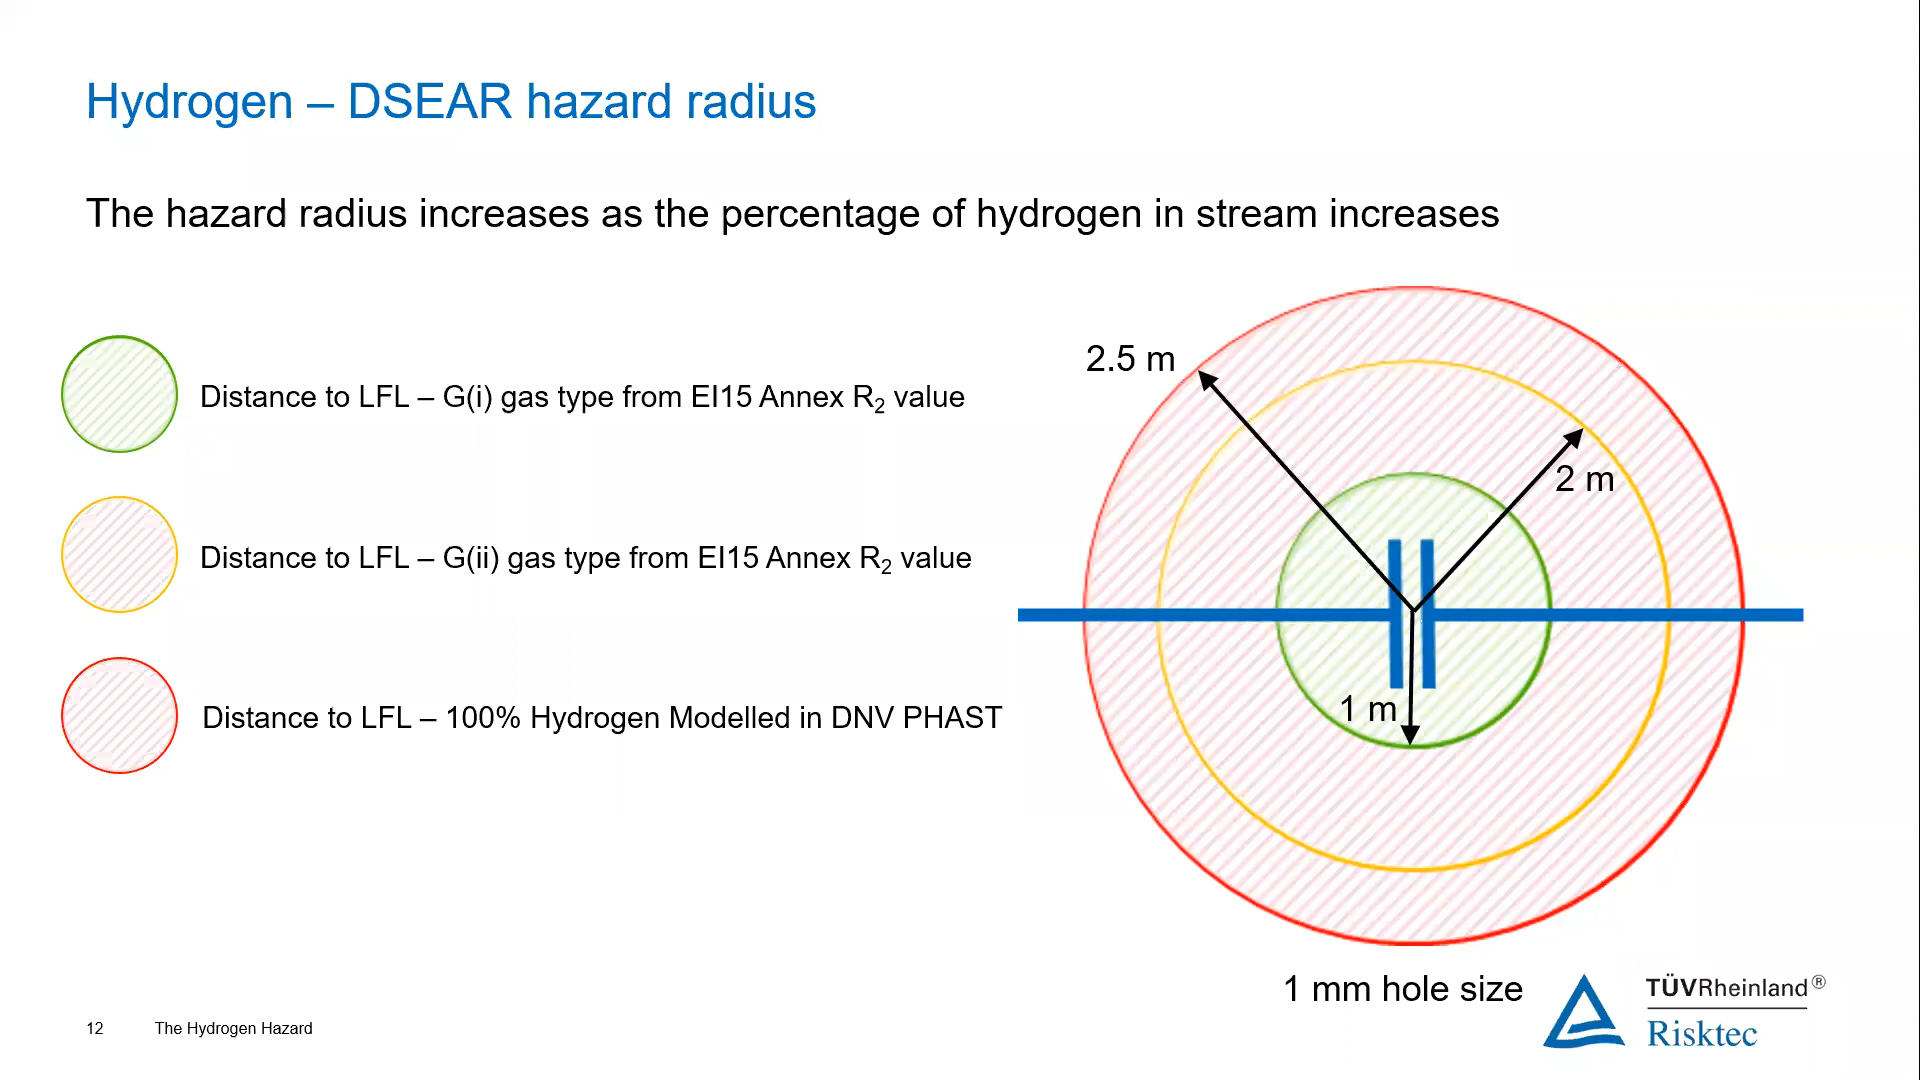 Hydrogen – DSEAR hazard radius
The hazard radius increases as the percentage of hydrogen in stream increases
Distance to LFL – G(i) gas type from EI15 Annex R2 value
Distance to LFL – G(ii) gas type from EI15 Annex R2 value
Distance to LFL – 100% Hydrogen Modelled in DNV PHAST
2.5 m
2 m
1 m
1 mm hole size
TÜVRheinland®
Risktec
12 The Hydrogen Hazard